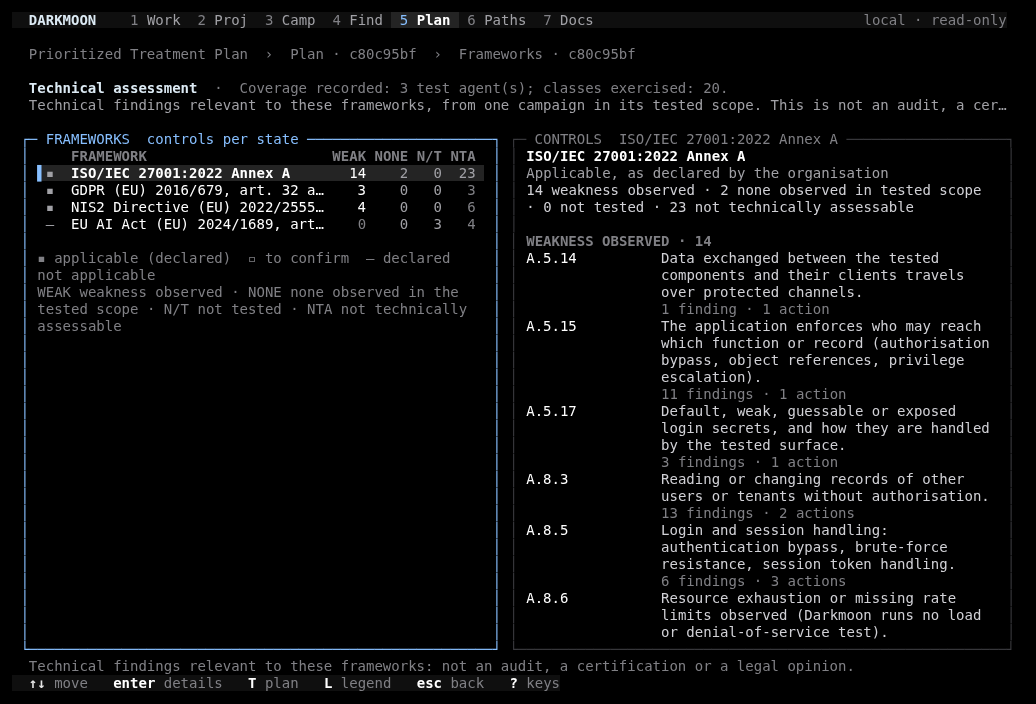 DARKMOON 1 Work 2 Proj 3 Camp 4 Find 5 Plan 6 Paths 7 Docs local · read-only
Prioritized Treatment Plan › Plan · c80c95bf › Frameworks · c80c95bf
Technical assessment · Coverage recorded: 3 test agent(s); classes exercised: 20.
Technical findings relevant to these frameworks, from one campaign in its tested scope. This is not an audit, a cer…
FRAMEWORKS controls per state
FRAMEWORK WEAK NONE N/T NTA
▪ ISO/IEC 27001:2022 Annex A 14 2 0 23
▪ GDPR (EU) 2016/679, art. 32 a… 3 0 0 3
▪ NIS2 Directive (EU) 2022/2555… 4 0 0 6
— EU AI Act (EU) 2024/1689, art… 0 0 3 4
▪ applicable (declared) ▫ to confirm — declared
not applicable
WEAK weakness observed · NONE none observed in the
tested scope · N/T not tested · NTA not technically
assessable
CONTROLS ISO/IEC 27001:2022 Annex A
ISO/IEC 27001:2022 Annex A
Applicable, as declared by the organisation
14 weakness observed · 2 none observed in tested scope
· 0 not tested · 23 not technically assessable
WEAKNESS OBSERVED · 14
A.5.14 Data exchanged between the tested
components and their clients travels
over protected channels.
1 finding · 1 action
A.5.15 The application enforces who may reach
which function or record (authorisation
bypass, object references, privilege
escalation).
11 findings · 1 action
A.5.17 Default, weak, guessable or exposed
login secrets, and how they are handled
by the tested surface.
3 findings · 1 action
A.8.3 Reading or changing records of other
users or tenants without authorisation.
13 findings · 2 actions
A.8.5 Login and session handling:
authentication bypass, brute-force
resistance, session token handling.
6 findings · 3 actions
A.8.6 Resource exhaustion or missing rate
limits observed (Darkmoon runs no load
or denial-of-service test).
Technical findings relevant to these frameworks: not an audit, a certification or a legal opinion.
↑↓ move enter details T plan L legend esc back ? keys